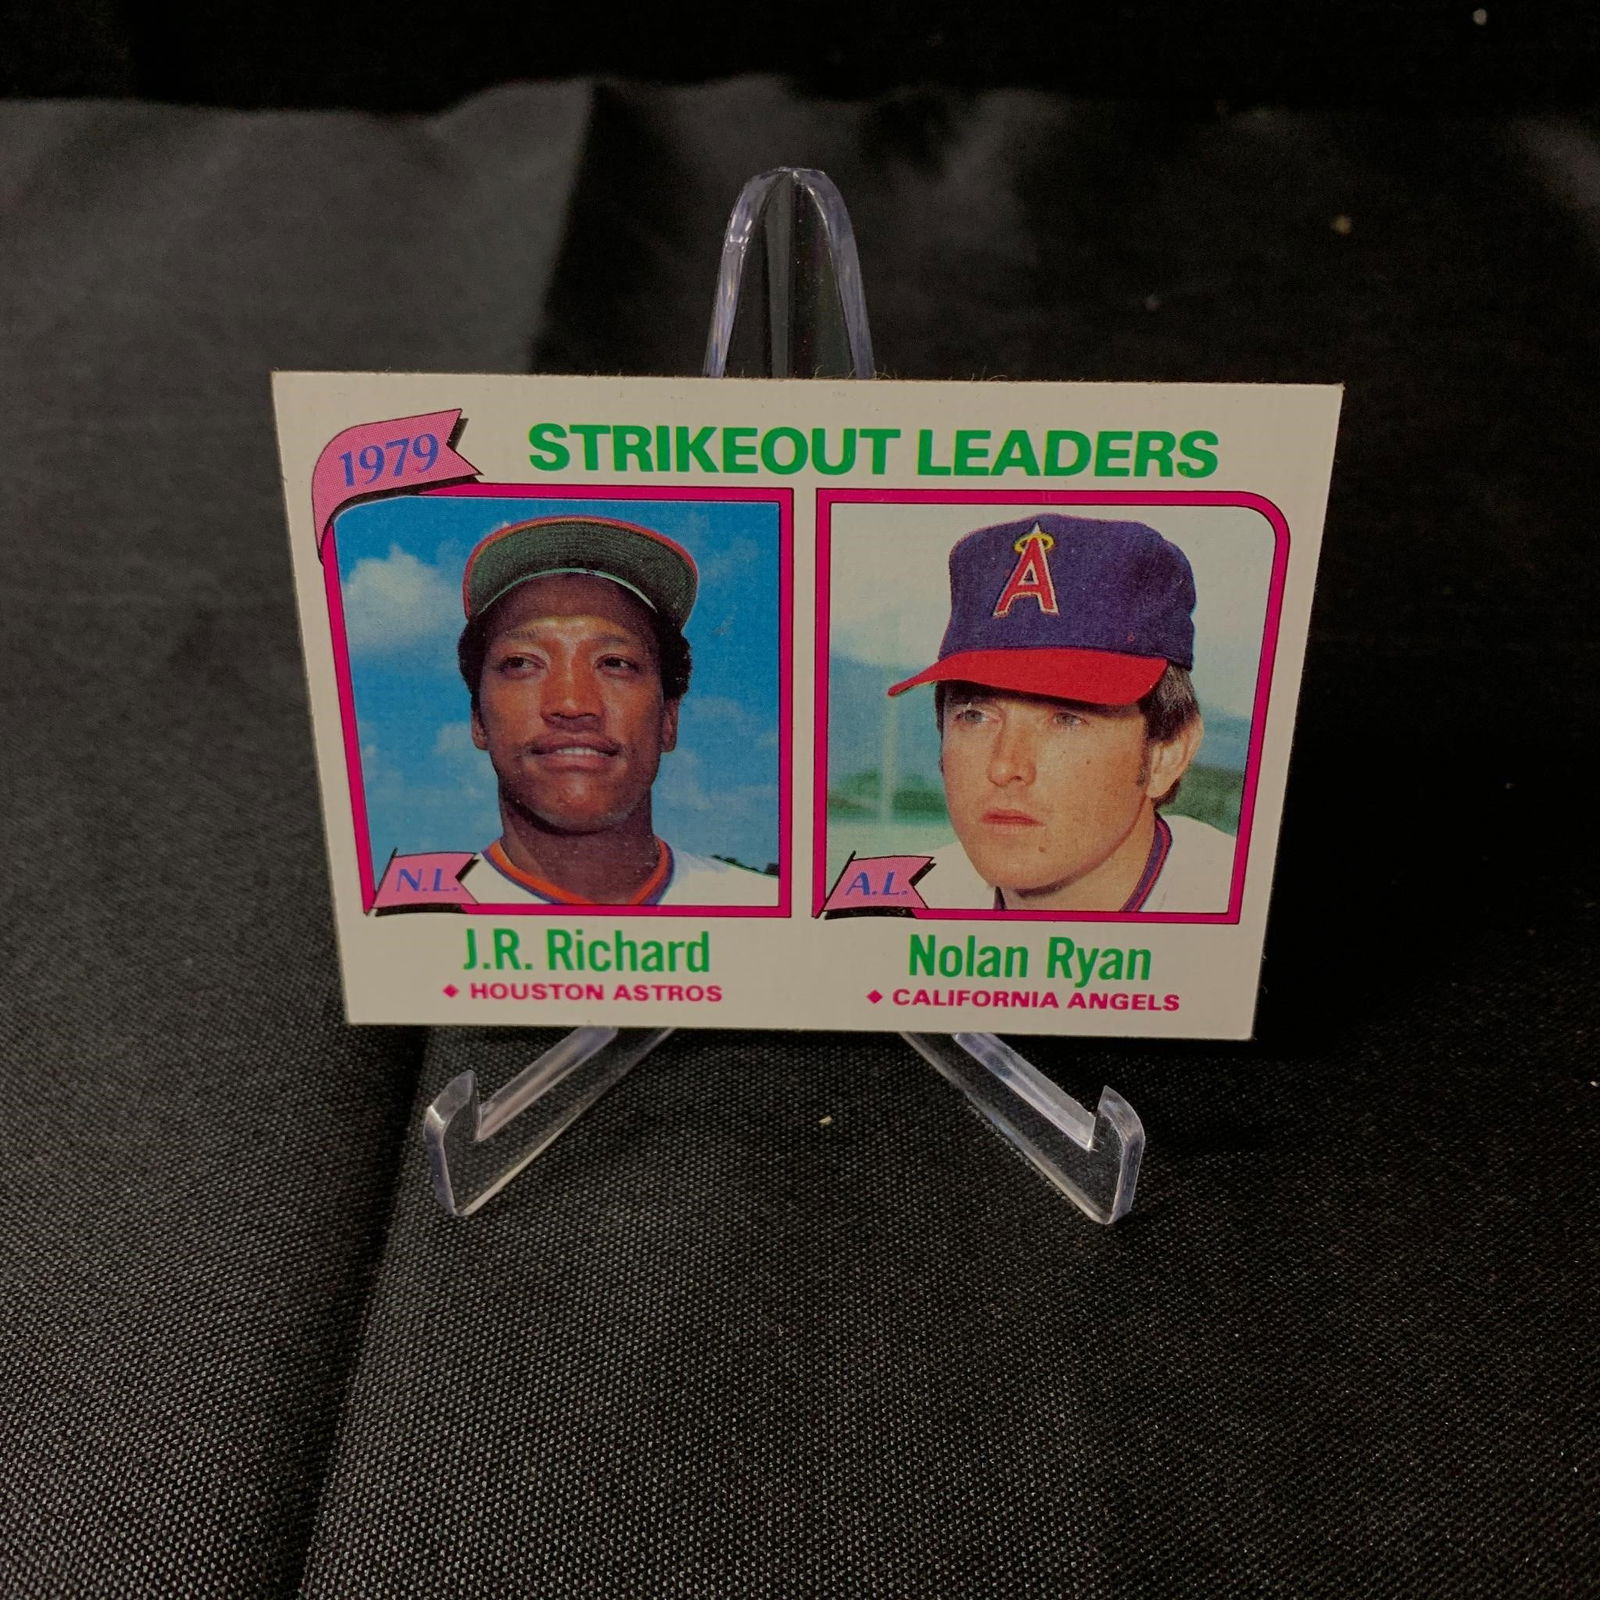 1979
STRIKEOUT LEADERS
A
N.L.
A.L.
J.R. Richard
Nolan Ryan
◆ HOUSTON ASTROS
◆ CALIFORNIA ANGELS